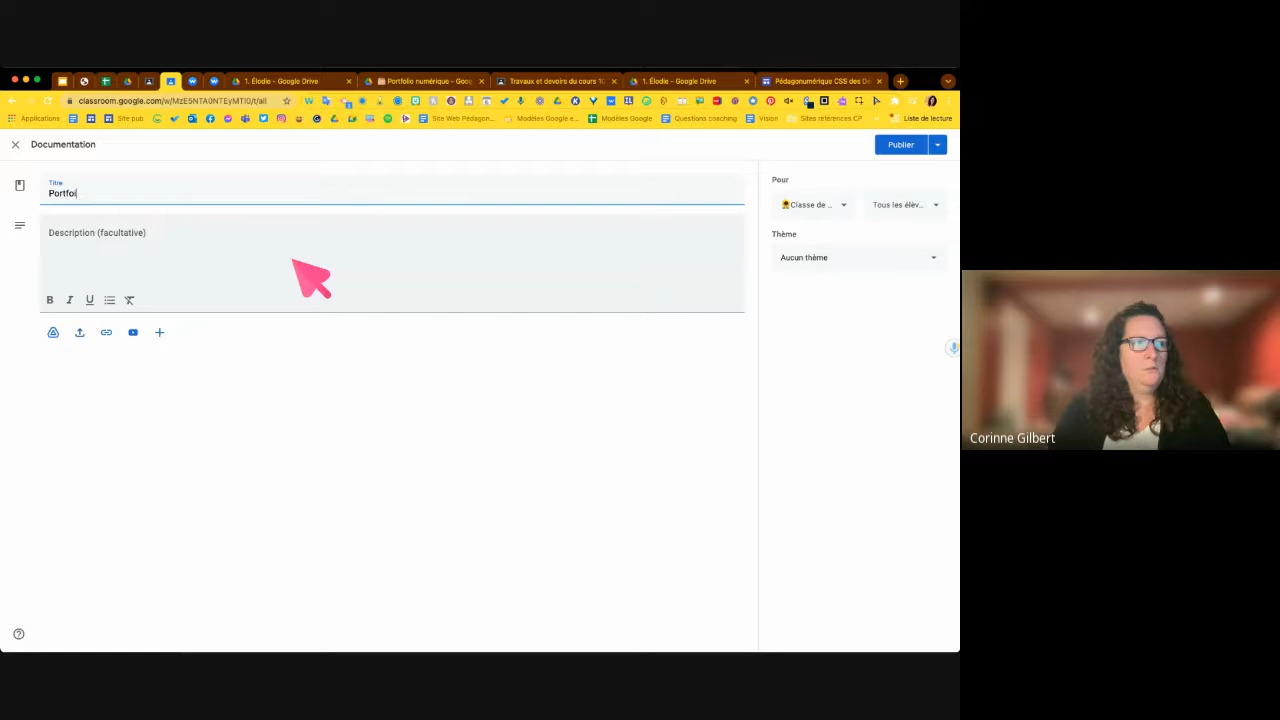 1. Élodie - Google Drive
Portfolio numérique - Goog
Travaux et devoirs du cours 10
1. Élodie - Google Drive
Pédagonumérique CSS des Dé
classroom.google.com/w/MzE5NTA0NTEyMTI0/t/all
Applications
Site pub
Site Web Pédagon...
Modèles Google e...
Modèles Google
Questions coaching
Vision
Sites références CP
Liste de lecture
Documentation
Publier
Titre
Portfoi
Description (facultative)
B I U
Pour
Classe de ...
Tous les élèv...
Thème
Aucun thème
Corinne Gilbert